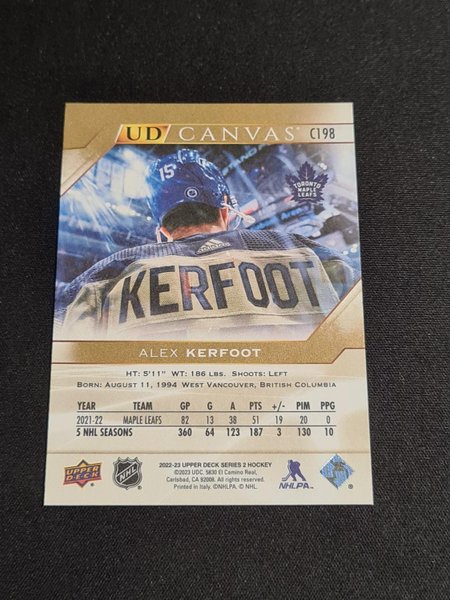 UD CANVAS C198
15
TORONTO
MAPLE
LEAFS
adidas
KERFOOT
ALEX KERFOOT
HT: 5'11" WT: 186 LBS. SHOOTS: LEFT
BORN: AUGUST 11, 1994 WEST VANCOUVER, BRITISH COLUMBIA
YEAR TEAM GP G A PTS +/- PIM PPG
2021-22 MAPLE LEAFS 82 13 38 51 19 20 0
5 NHL SEASONS 360 64 123 187 3 130 10
2022-23 UPPER DECK SERIES 2 HOCKEY
©2023 UDC, 5830 El Camino Real,
Carlsbad, CA 92008. All Rights Reserved.
Printed in Italy. ©NHLPA. © NHL.
UPPER DECK
NHL
NHLPA